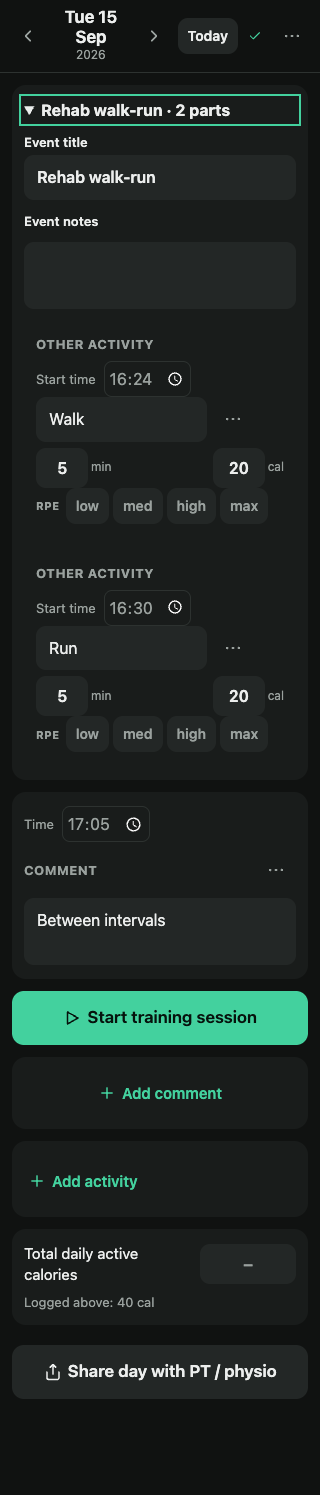 Tue 15
Sep
2026
Today
Rehab walk-run · 2 parts
Event title
Rehab walk-run
Event notes
OTHER ACTIVITY
Start time 16:24
Walk
5 min 20 cal
RPE low med high max
OTHER ACTIVITY
Start time 16:30
Run
5 min 20 cal
RPE low med high max
Time 17:05
COMMENT
Between intervals
Start training session
Add comment
Add activity
Total daily active
calories
–
Logged above: 40 cal
Share day with PT / physio